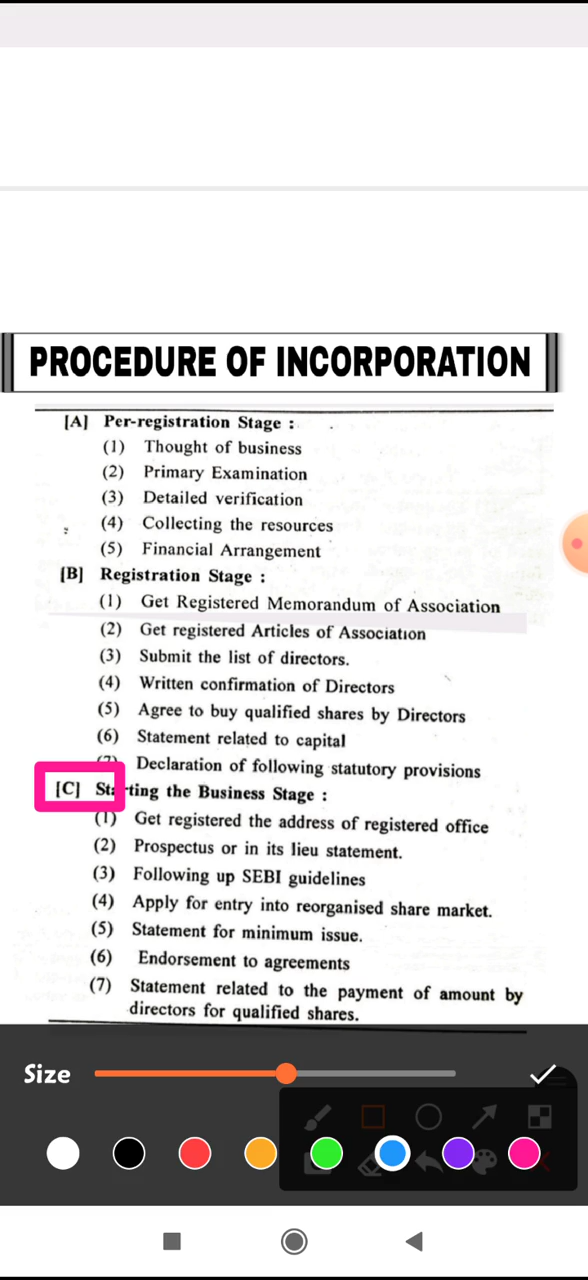 PROCEDURE OF INCORPORATION
[A] Per-registration Stage :
(1) Thought of business
(2) Primary Examination
(3) Detailed verification
(4) Collecting the resources
(5) Financial Arrangement
[B] Registration Stage :
(1) Get Registered Memorandum of Association
(2) Get registered Articles of Association
(3) Submit the list of directors.
(4) Written confirmation of Directors
(5) Agree to buy qualified shares by Directors
(6) Statement related to capital
(7) Declaration of following statutory provisions
[C] Starting the Business Stage :
(1) Get registered the address of registered office
(2) Prospectus or in its lieu statement.
(3) Following up SEBI guidelines
(4) Apply for entry into reorganised share market.
(5) Statement for minimum issue.
(6) Endorsement to agreements
(7) Statement related to the payment of amount by
directors for qualified shares.
Size